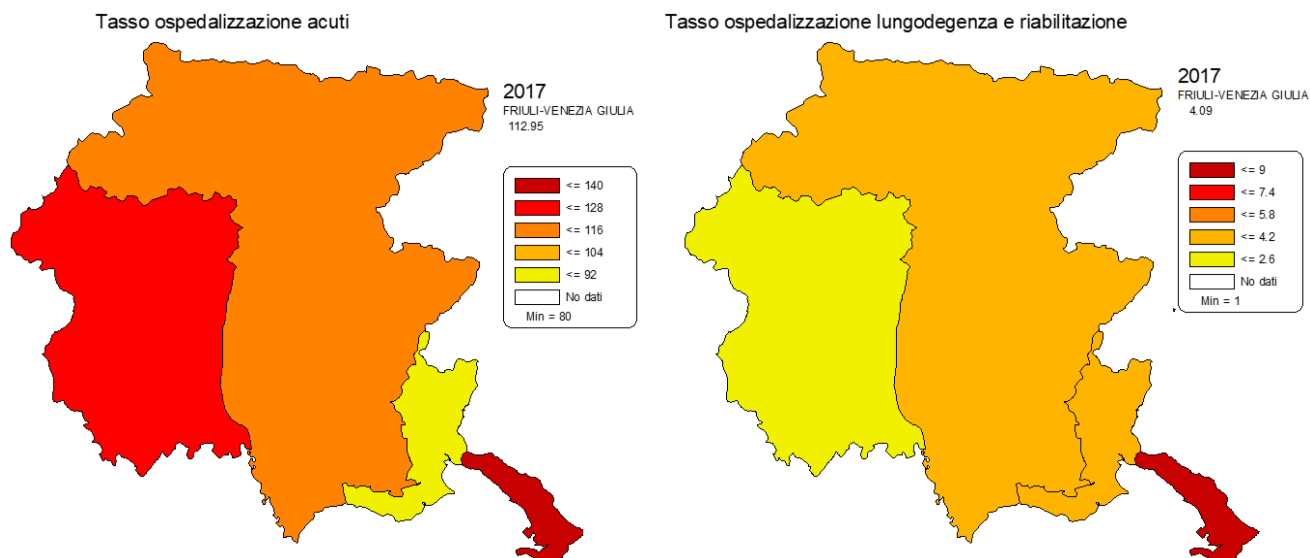 Tasso ospedalizzazione acuti
2017
FRIULI-VENEZIA GIULIA
112.95
<= 140
<= 128
<= 116
<= 104
<= 92
No dati
Min = 80
Tasso ospedalizzazione lungodegenza e riabilitazione
2017
FRIULI-VENEZIA GIULIA
4.09
<= 9
<= 7.4
<= 5.8
<= 4.2
<= 2.6
No dati
Min = 1